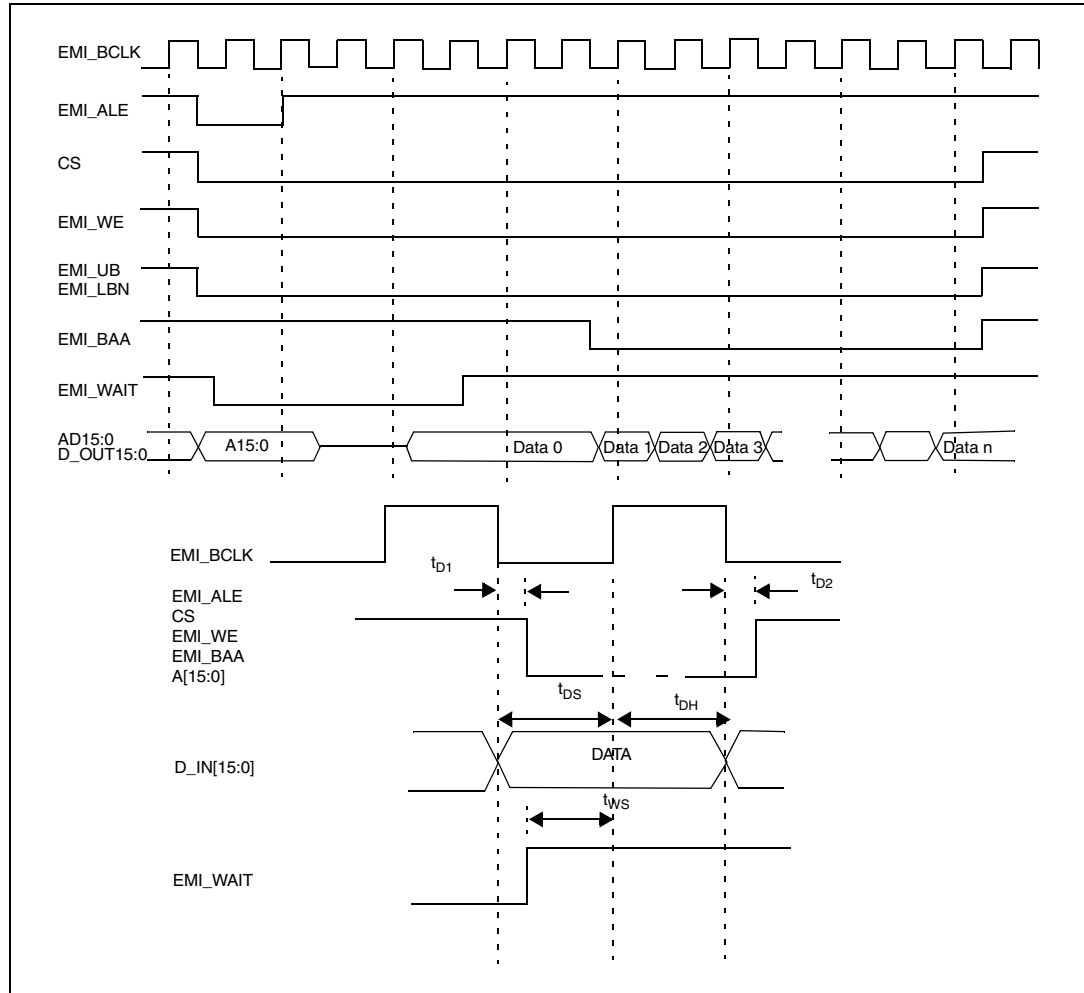 EMI_BCLK
EMI_ALE
CS
EMI_WE
EMI_UB
EMI_LBN
EMI_BAA
EMI_WAIT
AD15:0
D_OUT15:0
A15:0
Data 0
Data 1
Data 2
Data 3
Data n
EMI_BCLK
tD1
tD2
EMI_ALE
CS
EMI_WE
EMI_BAA
A[15:0]
tDS
tDH
D_IN[15:0]
DATA
tWS
EMI_WAIT